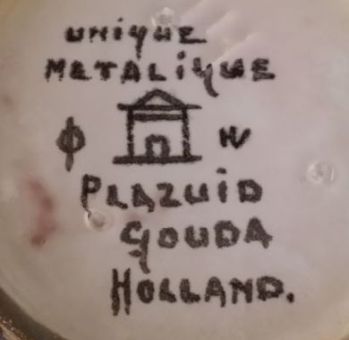 UNiQUE
METALiQUE
ϕ W
PLAZUiD
GOUDA
HOLLAND.